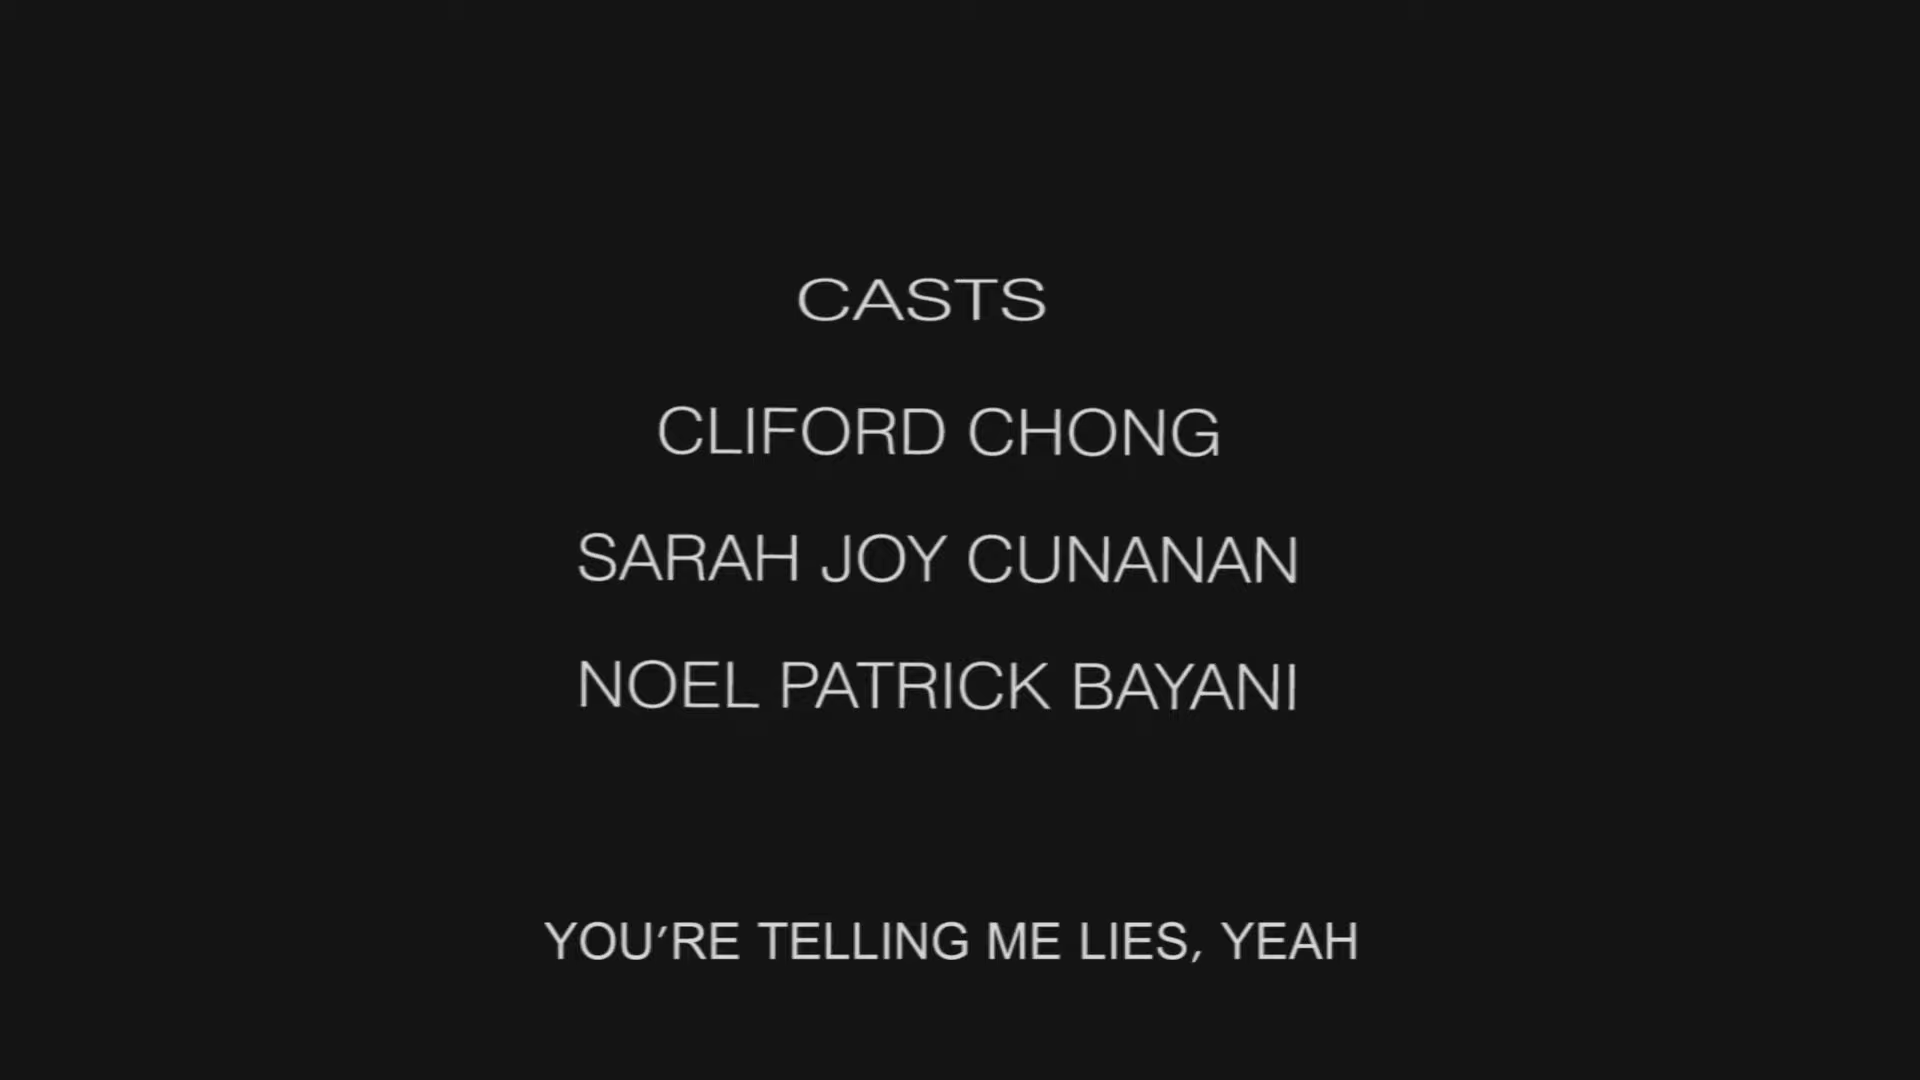 CASTS
CLIFORD CHONG
SARAH JOY CUNANAN
NOEL PATRICK BAYANI
YOU’RE TELLING ME LIES, YEAH